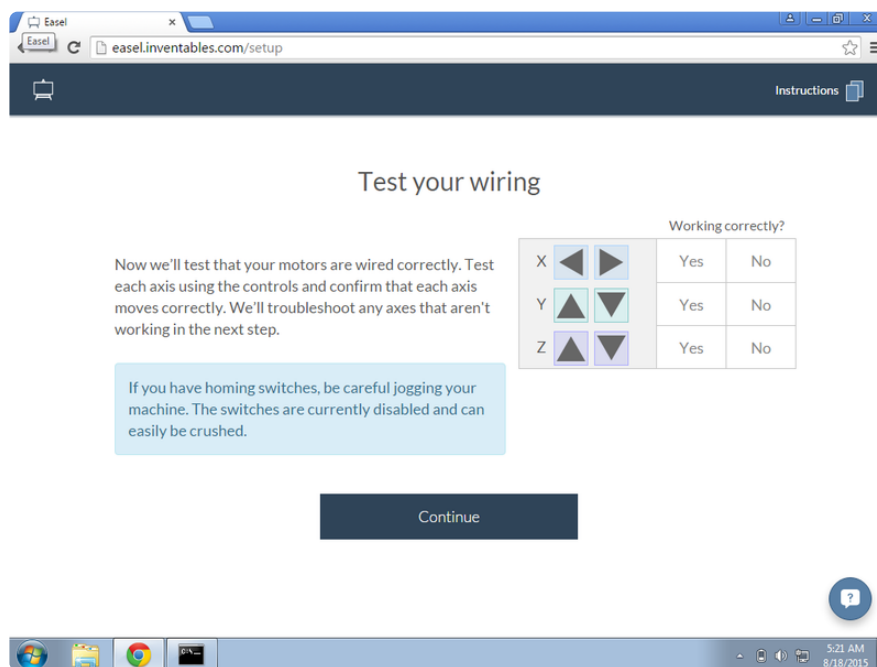 Easel
Easel
easel.inventables.com/setup
Instructions
Test your wiring
Working correctly?
Now we'll test that your motors are wired correctly. Test
each axis using the controls and confirm that each axis
moves correctly. We'll troubleshoot any axes that aren't
working in the next step.
X Yes No
Y Yes No
Z Yes No
If you have homing switches, be careful jogging your
machine. The switches are currently disabled and can
easily be crushed.
Continue
?
5:21 AM
8/18/2015